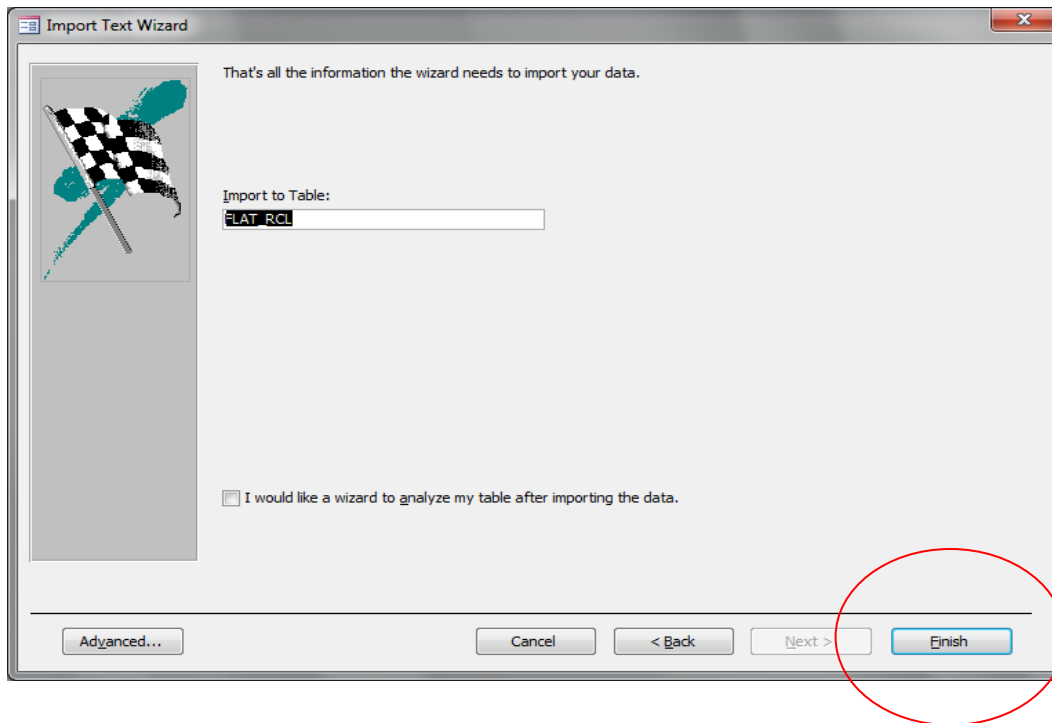 Import Text Wizard
That's all the information the wizard needs to import your data.
Import to Table:
FLAT_RCL
I would like a wizard to analyze my table after importing the data.
Advanced... Cancel < Back Next > Finish